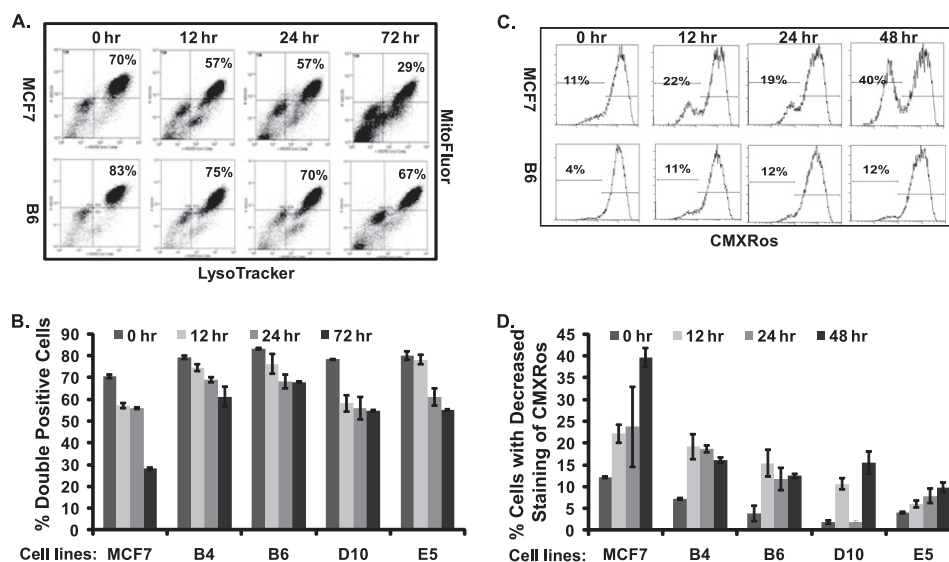 A.
0 hr 12 hr 24 hr 72 hr
MCF7
70% 57% 57% 29%
B6
83% 75% 70% 67%
MitoFluor
LysoTracker
C.
0 hr 12 hr 24 hr 48 hr
MCF7
11% 22% 19% 40%
B6
4% 11% 12% 12%
CMXRos
B.
0 hr 12 hr 24 hr 72 hr
% Double Positive Cells
90
80
70
60
50
40
30
20
10
0
Cell lines: MCF7 B4 B6 D10 E5
D.
0 hr 12 hr 24 hr 48 hr
% Cells with Decreased
Staining of CMXRos
45
40
35
30
25
20
15
10
5
0
Cell lines: MCF7 B4 B6 D10 E5